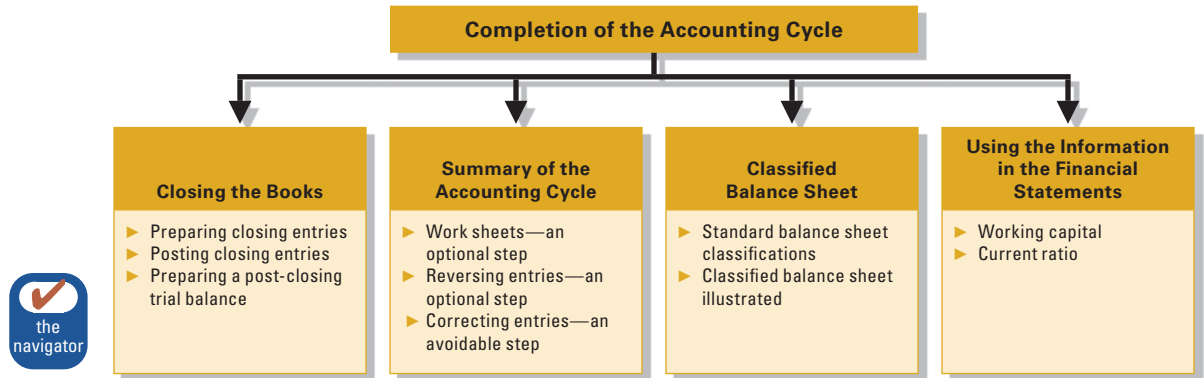 Completion of the Accounting Cycle
Closing the Books
▶ Preparing closing entries
▶ Posting closing entries
▶ Preparing a post-closing
trial balance
Summary of the
Accounting Cycle
▶ Work sheets—an
optional step
▶ Reversing entries—an
optional step
▶ Correcting entries—an
avoidable step
Classified
Balance Sheet
▶ Standard balance sheet
classifications
▶ Classified balance sheet
illustrated
Using the Information
in the Financial
Statements
▶ Working capital
▶ Current ratio
the
navigator